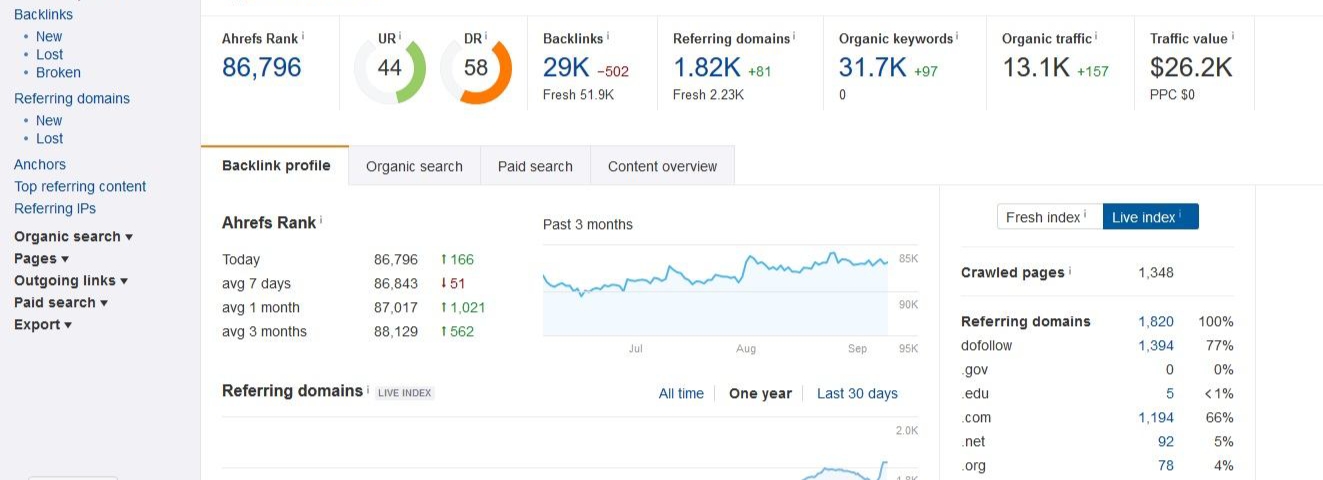 Backlinks
New
Lost
Broken
Referring domains
New
Lost
Anchors
Top referring content
Referring IPs
Organic search ▾
Pages ▾
Outgoing links ▾
Paid search ▾
Export ▾
Ahrefs Rank i
86,796
UR i
44
DR i
58
Backlinks i
29K -502
Fresh 51.9K
Referring domains i
1.82K +81
Fresh 2.23K
Organic keywords i
31.7K +97
0
Organic traffic i
13.1K +157
Traffic value i
$26.2K
PPC $0
Backlink profile
Organic search
Paid search
Content overview
Ahrefs Rank i
Today 86,796 ↑ 166
avg 7 days 86,843 ↓ 51
avg 1 month 87,017 ↑ 1,021
avg 3 months 88,129 ↑ 562
Past 3 months
85K
90K
95K
Jul Aug Sep
Referring domains i LIVE INDEX
All time One year Last 30 days
2.0K
Fresh index i Live index i
Crawled pages i 1,348
Referring domains 1,820 100%
dofollow 1,394 77%
.gov 0 0%
.edu 5 <1%
.com 1,194 66%
.net 92 5%
.org 78 4%